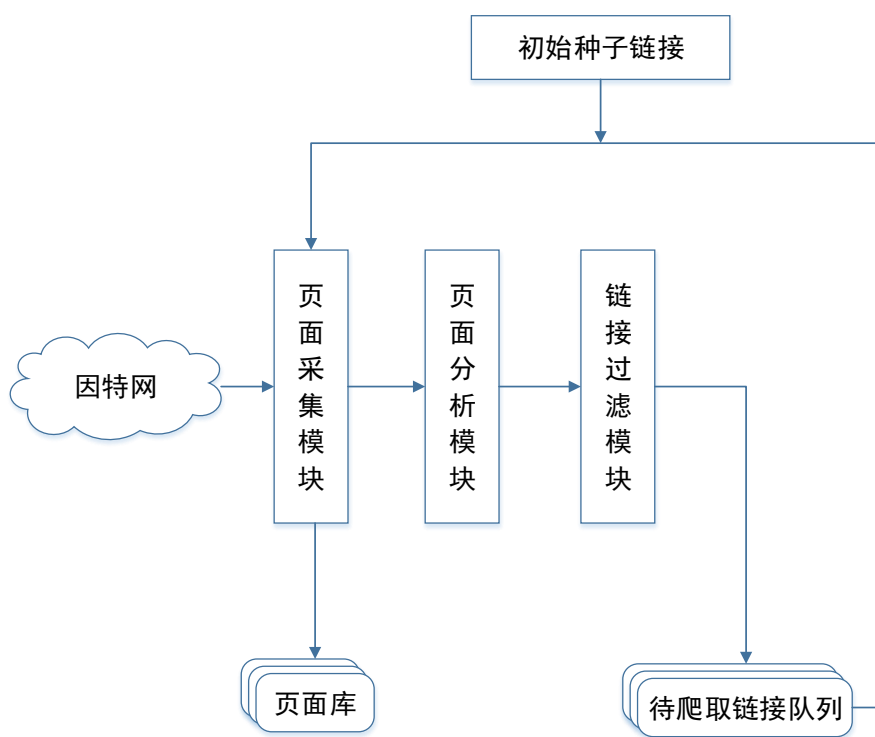 初始种子链接
因特网
页面采集模块
页面分析模块
链接过滤模块
页面库
待爬取链接队列